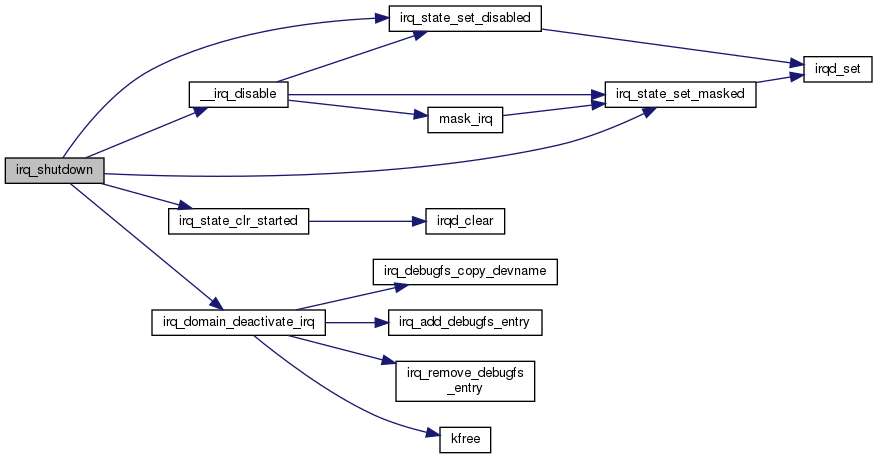 irq_state_set_disabled
irqd_set
__irq_disable
irq_state_set_masked
mask_irq
irq_shutdown
irq_state_clr_started
irqd_clear
irq_debugfs_copy_devname
irq_domain_deactivate_irq
irq_add_debugfs_entry
irq_remove_debugfs
_entry
kfree